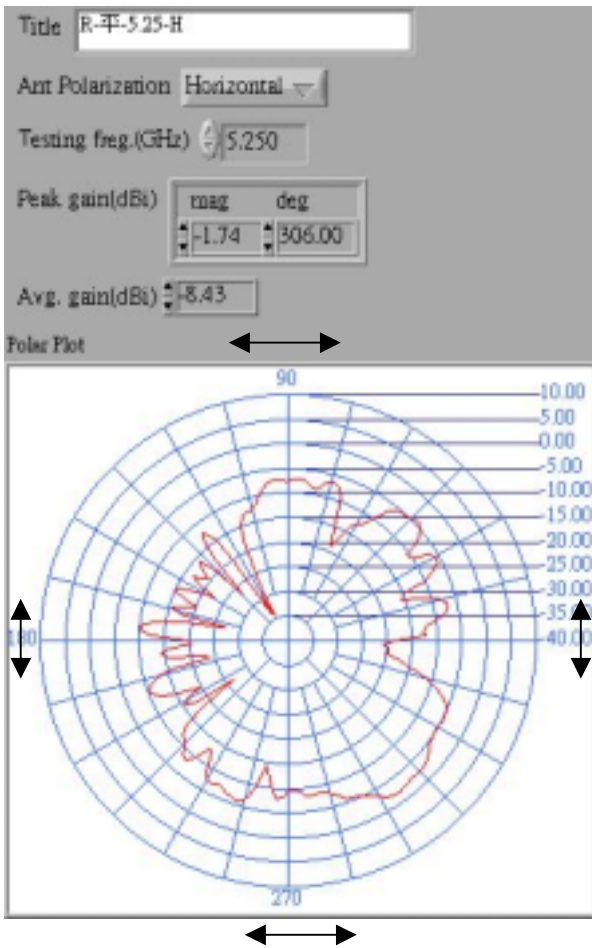 Title R-平-5.25-H
Ant Polarization Horizontal
Testing freg.(GHz) 5.250
Peak gain(dBi) mag deg
-1.74 306.00
Avg. gain(dBi) -8.43
Polar Plot
90
10.00
5.00
0.00
-5.00
-10.00
-15.00
-20.00
-25.00
-30.00
-35.00
180
-40.00
270